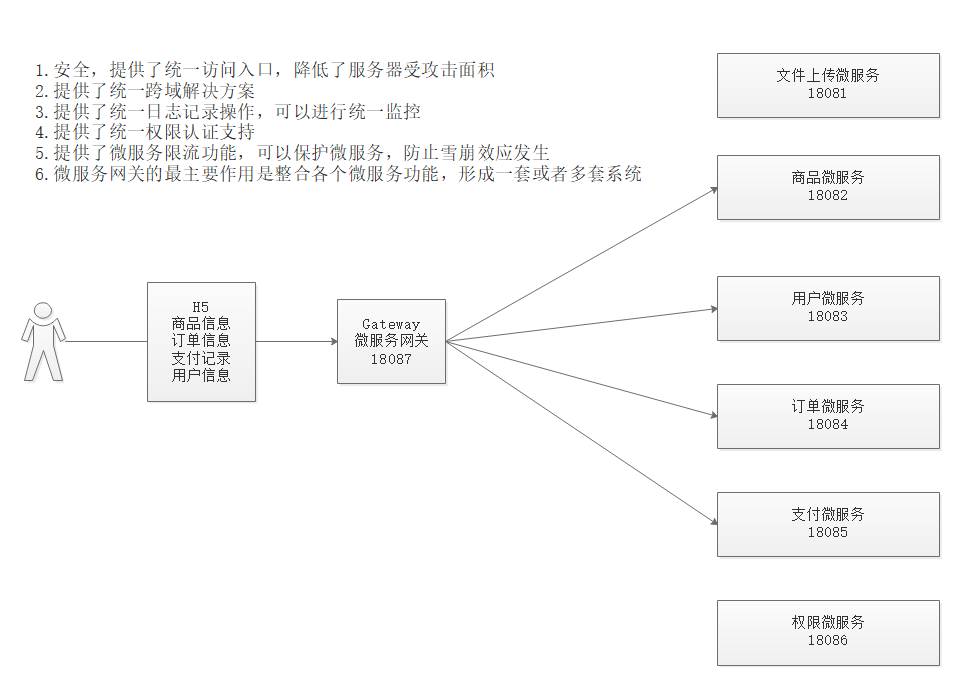 1.安全，提供了统一访问入口，降低了服务器受攻击面积
2.提供了统一跨域解决方案
3.提供了统一日志记录操作，可以进行统一监控
4.提供了统一权限认证支持
5.提供了微服务限流功能，可以保护微服务，防止雪崩效应发生
6.微服务网关的最主要作用是整合各个微服务功能，形成一套或者多套系统
H5
商品信息
订单信息
支付记录
用户信息
Gateway
微服务网关
18087
文件上传微服务
18081
商品微服务
18082
用户微服务
18083
订单微服务
18084
支付微服务
18085
权限微服务
18086